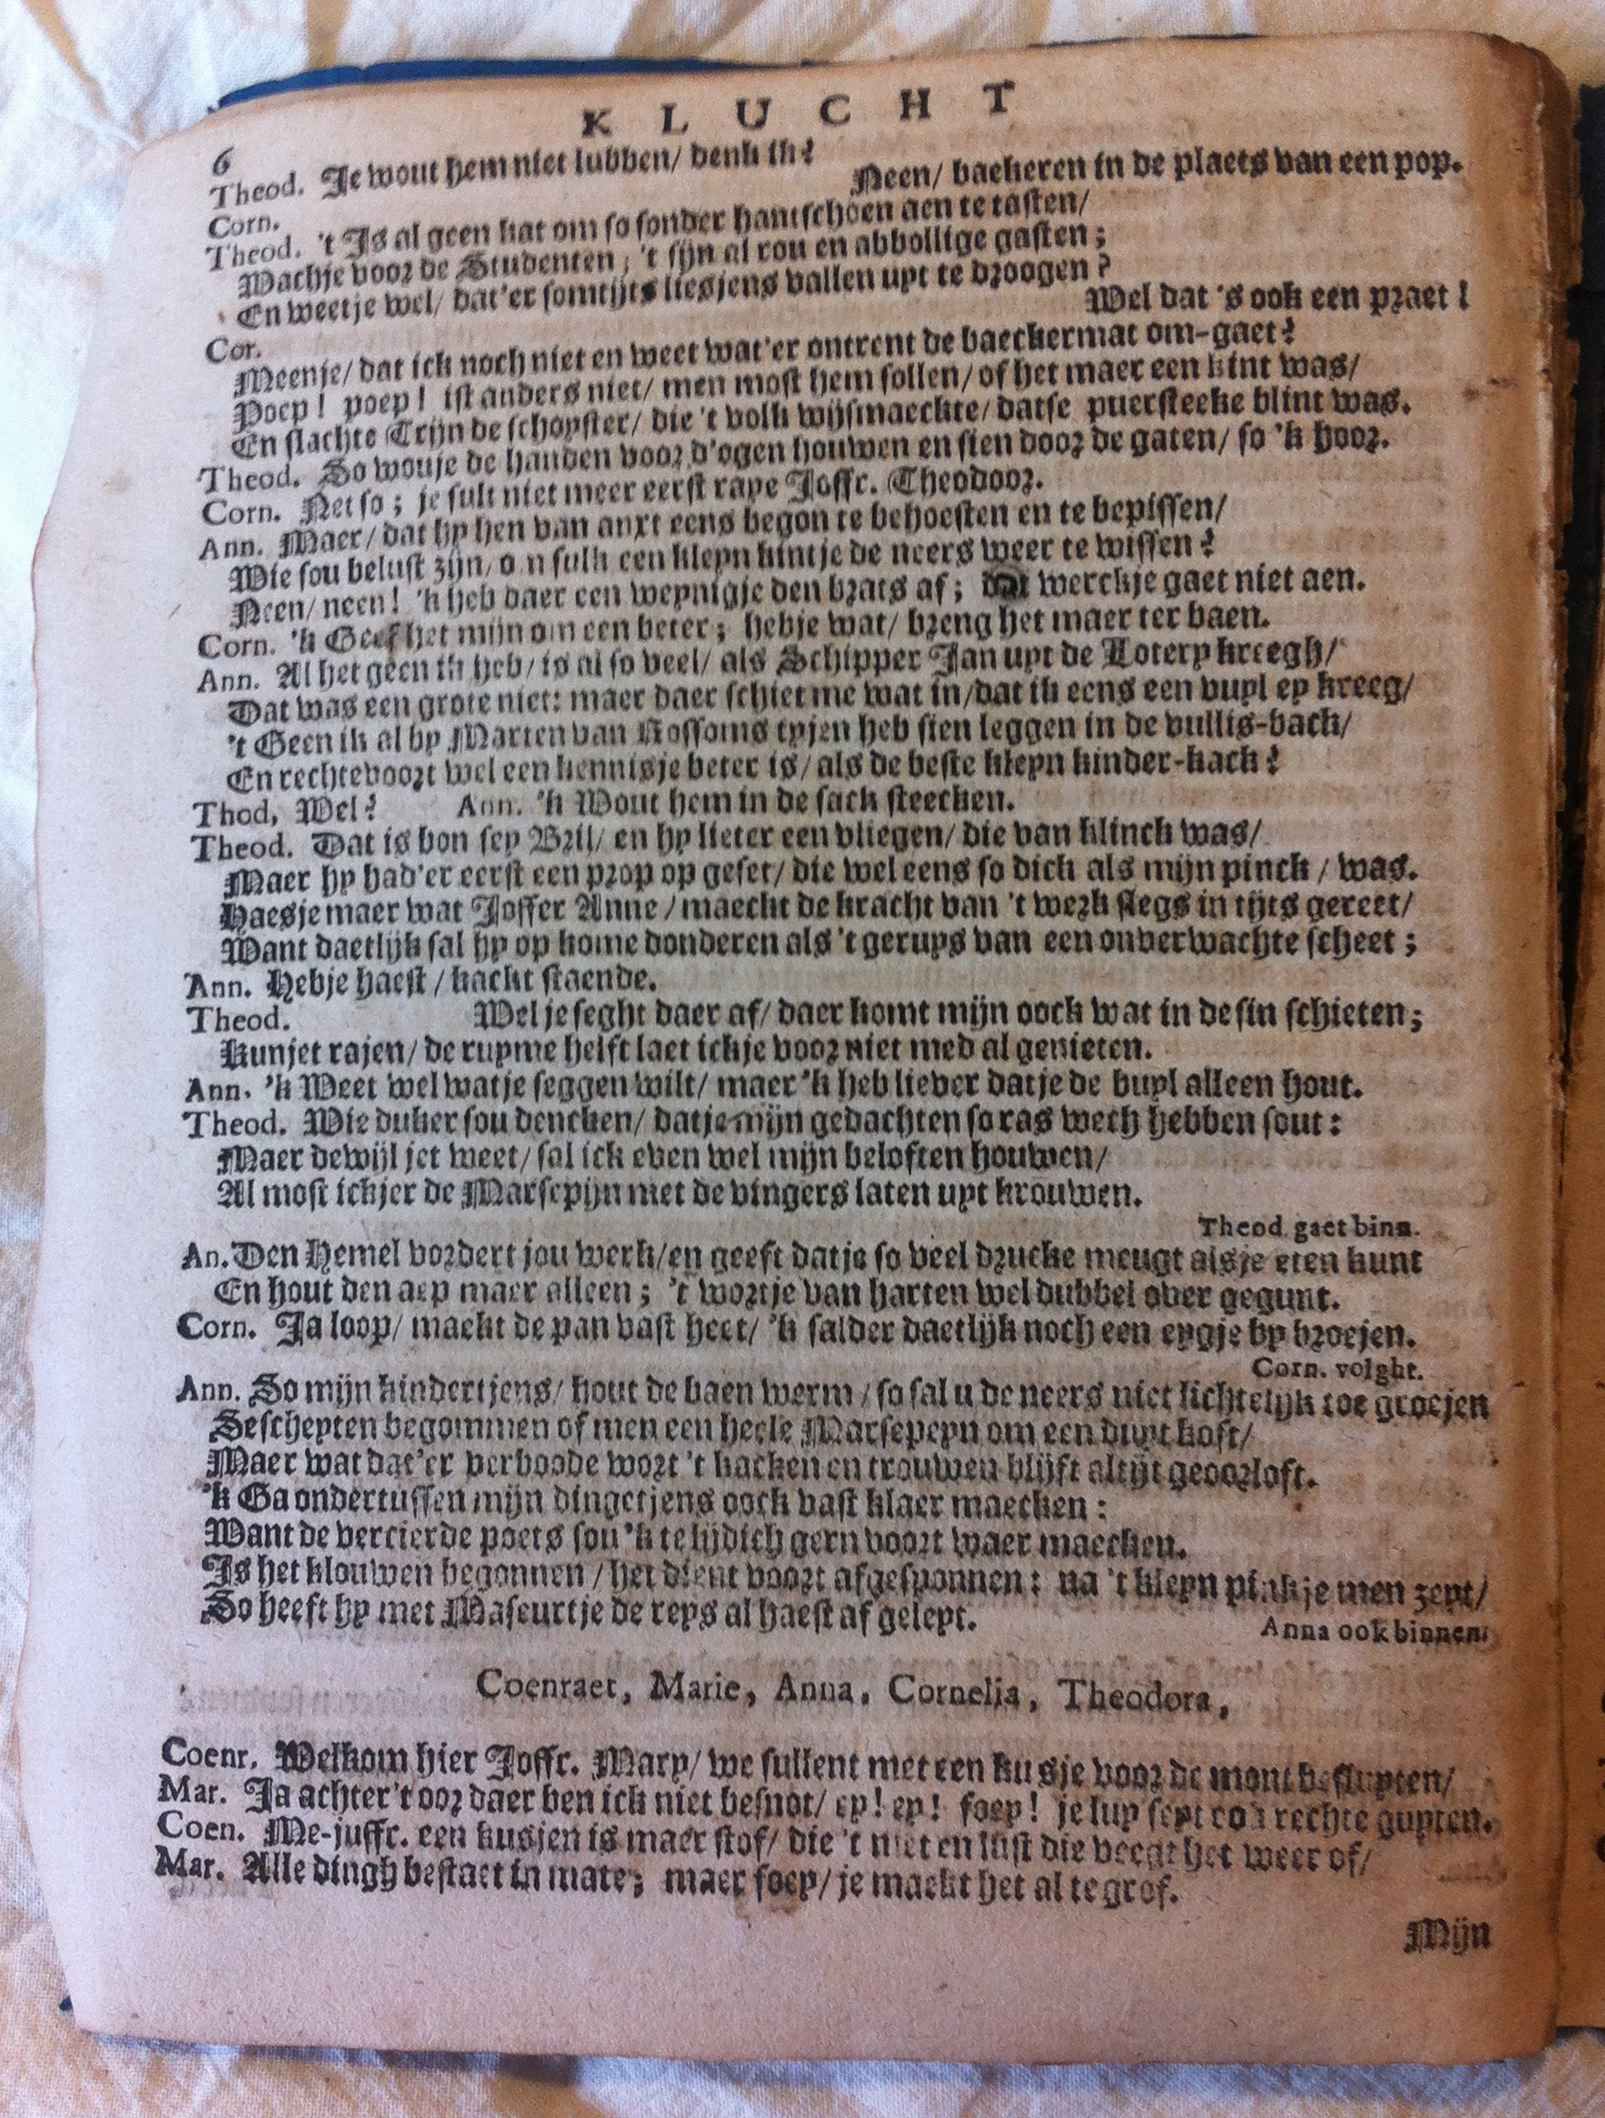 K L U C H T
6
Theod. Je wout hem niet lubben/ denk ik?
Corn. Neen/ baekeren in de plaets van een pop.
Theod. 't Is al geen kat om so sonder hantschoen aen te tasten/
Wachje voor de Studenten, 't sijn al rou en abbollige gasten;
En weetje wel/ dat'er somtijts liesjens vallen uyt te droogen?
Cor. Wel dat 's ook een praet!
Meenje/ dat ick noch niet en weet wat'er ontrent de baeckermat om-gaet?
Poep! poep! ist anders niet/ men most hem sollen/ of het maer een kint was/
En slachte Trijn de schoyster/ die 't volk wijsmaeckte/ datse puersteeke blint was.
Theod. So wouje de handen voor d'ogen houwen en sien door de gaten/ so 'k hoor.
Corn. Net so; je sult niet meer eerst rape Joffr. Theodoor.
Ann. Maer/ dat hy hen van anxt eens begon te behoesten en te bepissen/
Wie sou belust zijn/ om sulk een kleyn kintje de neers weer te wissen?
Neen/ neen! 'k heb daer een weynigje den brats af; dat werckje gaet niet aen.
Corn. 'k Geef het mijn om een beter; hebje wat/ breng het maer ter baen.
Ann. Al het geen ik heb/ is al so veel/ als Schipper Jan uyt de Lotery kreegh/
Dat was een grote niet: maer daer schiet me wat in/ dat ik eens een vuyl ey kreeg/
't Geen ik al by Marten van Rossoms tyjen heb sien leggen in de vullis-back/
En rechtevoort wel een kennisje beter is/ als de beste kleyn kinder-kack?
Thod, Wel? Ann. 'k Wout hem in de sack steecken.
Theod. Dat is bon sey Bril/ en hy lieter een vliegen/ die van klinck was/
Maer hy had'er eerst een prop op geset/ die wel eens so dick als mijn pinck / was.
Haesje maer wat Joffer Anne / maeckt de kracht van 't werk slegs in tijts gereet/
Want daetlijk sal hy op kome donderen als 't geruys van een onverwachte scheet;
Ann. Hebje haest / kackt staende.
Theod. Wel je seght daer af/ daer komt mijn oock wat in de sin schieten;
Kunjet rajen/ de ruyme helft laet ickje voor niet med al genieten.
Ann. 'k Weet wel watje seggen wilt/ maer 'k heb liever datje de buyl alleen hout.
Theod. Wie duker sou dencken/ datje mijn gedachten so ras wech hebben sout:
Maer dewijl jet weet/ sal ick even wel mijn beloften houwen/
Al most ickjer de Marsepijn met de vingers laten uyt krouwen.
Theod. gaet binn.
An. Den Hemel vordert jou werk/ en geeft datje so veel drucke meugt alsje eten kunt
En hout den aep maer alleen; 't wortje van harten wel dubbel over gegunt.
Corn. Ja loop/ maekt de pan vast heet/ 'k salder daetlijk noch een eygje by broejen.
Corn. volght.
Ann. So mijn kindertjens/ hout de baen werm / so sal u de neers niet lichtelijk toe groejen
Seschepten begommen of men een heele Marsepeyn om een duyt koft/
Maer wat dat'er verboode wort 't kacken en trouwen blijft altijt geoorloft.
'k Ga ondertussen mijn dingetjens oock vast klaer maecken:
Want de vercierde poets sou 'k te lijdich gern voort waer maecken.
Is het klouwen begonnen / het dient voort afgesponnen: na 't kleyn pinkje men zeyt/
So heeft hy met Maseurtje de reys al haest af geleyt.
Anna ook binnen.
Coenraet, Marie, Anna, Cornelia, Theodora,
Coenr. Welkom hier Joffr. Mary/ we sullent met een kusje voor de mont besluyten/
Mar. Ja achter 't oor daer ben ick niet besnot/ ey! ey! foey! je luy seyt rechte guyten.
Coen. Me-juffr. een kusjen is maer stof/ die 't niet en lust die veegt het weer of/
Mar. Alle dingh bestaet in mate; maer foey/ je maekt het al te grof.
Mijn